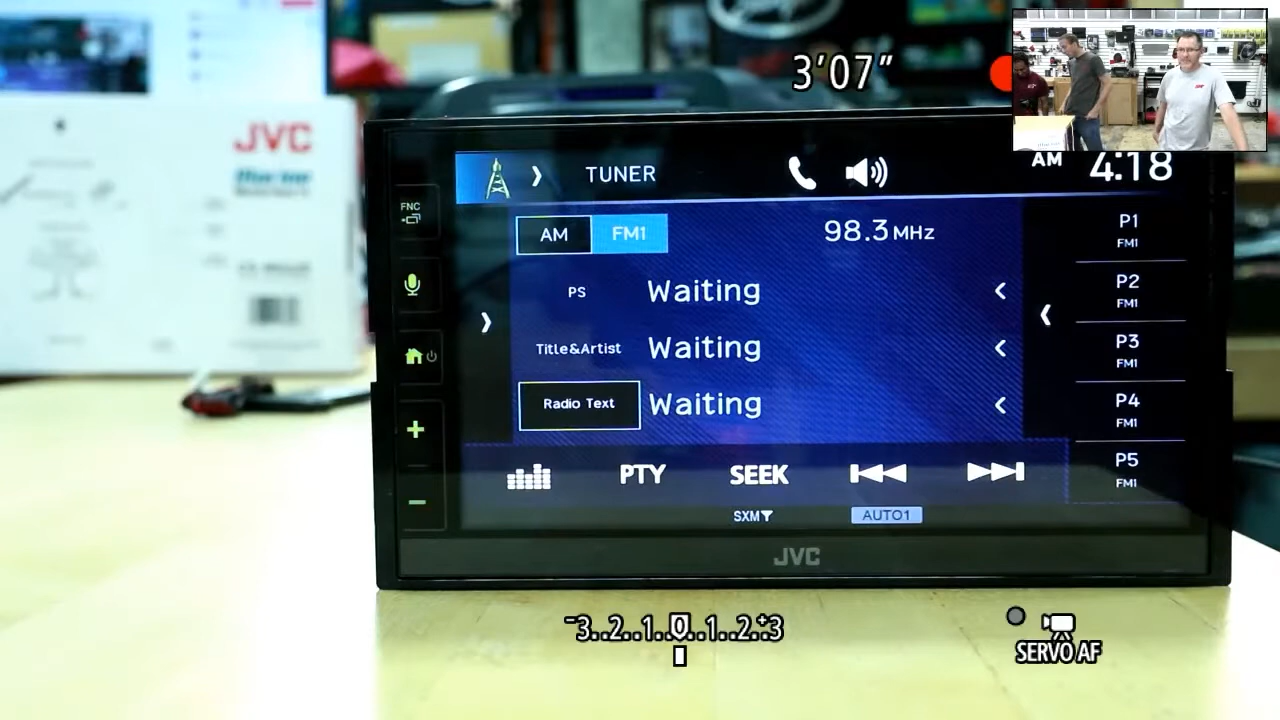 3'07"
JVC
TUNER
AM 4:18
FNC
AM FM1 98.3 MHz
P1
FM1
PS Waiting
P2
FM1
Title&Artist Waiting
P3
FM1
Radio Text Waiting
P4
FM1
PTY SEEK
P5
FM1
SXM AUTO1
JVC
-3..2..1..0..1..2..+3
SERVO AF